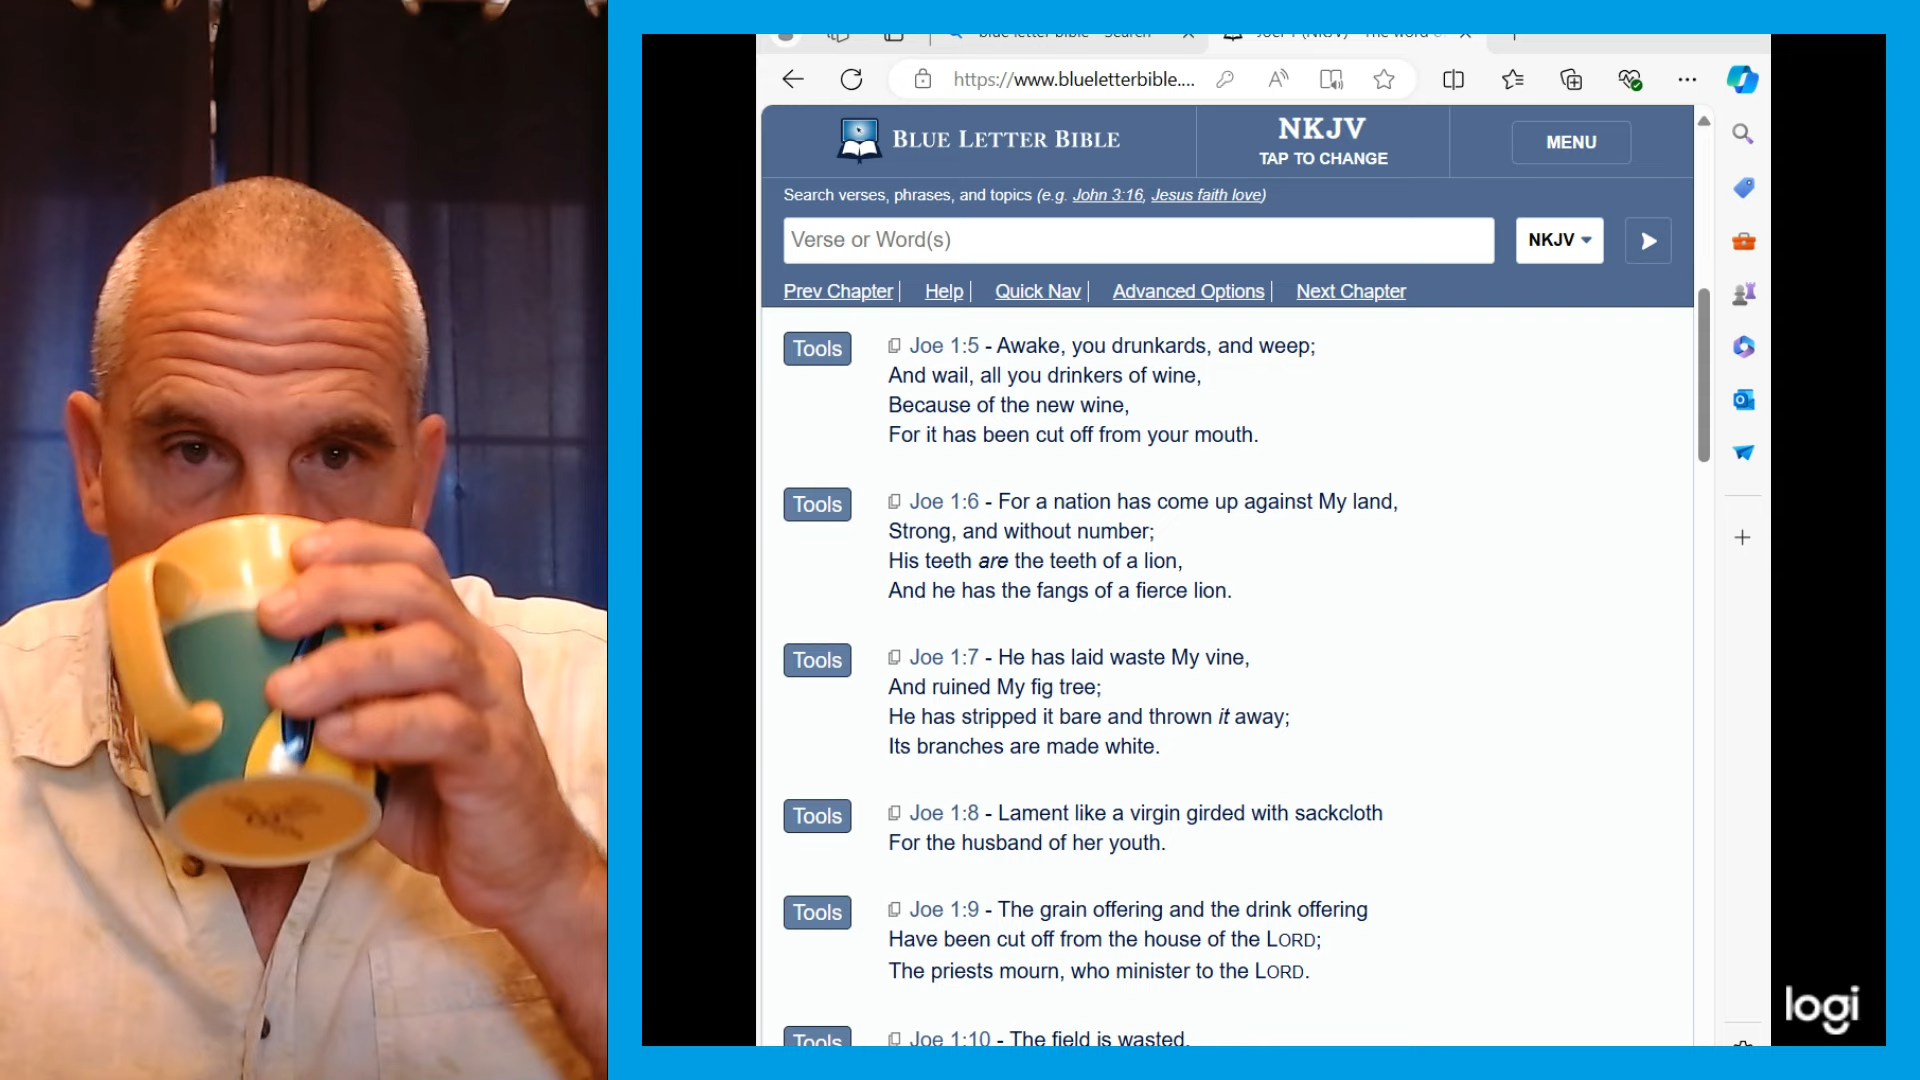 blue letter bible - Search
Joel 1 (NKJV) - The word
https://www.blueletterbible....
BLUE LETTER BIBLE
NKJV
TAP TO CHANGE
MENU
Search verses, phrases, and topics (e.g. John 3:16, Jesus faith love)
Verse or Word(s)
NKJV
Prev Chapter | Help | Quick Nav | Advanced Options | Next Chapter
Tools
Joe 1:5 - Awake, you drunkards, and weep;
And wail, all you drinkers of wine,
Because of the new wine,
For it has been cut off from your mouth.
Tools
Joe 1:6 - For a nation has come up against My land,
Strong, and without number;
His teeth are the teeth of a lion,
And he has the fangs of a fierce lion.
Tools
Joe 1:7 - He has laid waste My vine,
And ruined My fig tree;
He has stripped it bare and thrown it away;
Its branches are made white.
Tools
Joe 1:8 - Lament like a virgin girded with sackcloth
For the husband of her youth.
Tools
Joe 1:9 - The grain offering and the drink offering
Have been cut off from the house of the LORD;
The priests mourn, who minister to the LORD.
Tools
Joe 1:10 - The field is wasted,
logi